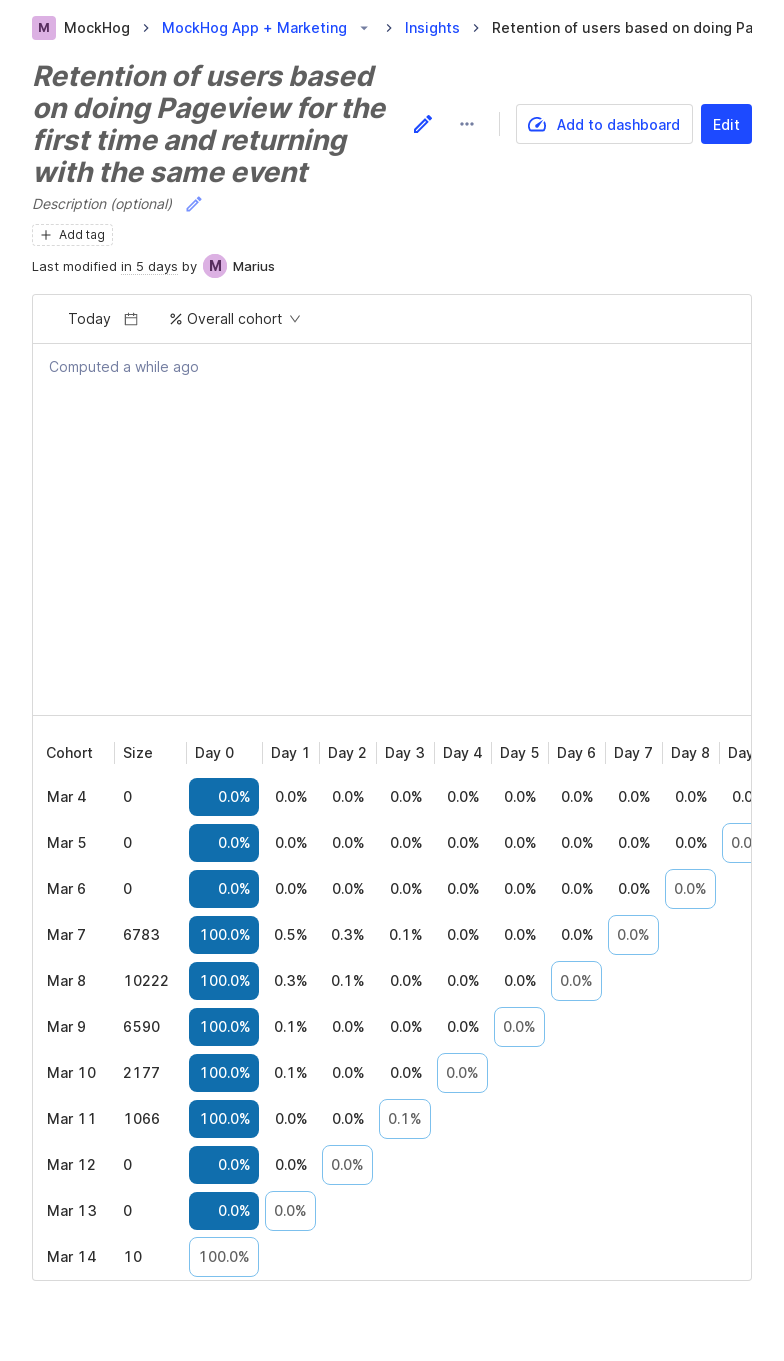 M MockHog > MockHog App + Marketing > Insights > Retention of users based on doing Pa
Retention of users based
on doing Pageview for the
first time and returning
with the same event
Add to dashboard Edit
Description (optional)
+ Add tag
Last modified in 5 days by M Marius
Today % Overall cohort
Computed a while ago
Cohort Size Day 0 Day 1 Day 2 Day 3 Day 4 Day 5 Day 6 Day 7 Day 8 Day
Mar 4 0 0.0% 0.0% 0.0% 0.0% 0.0% 0.0% 0.0% 0.0% 0.0% 0.0
Mar 5 0 0.0% 0.0% 0.0% 0.0% 0.0% 0.0% 0.0% 0.0% 0.0% 0.0
Mar 6 0 0.0% 0.0% 0.0% 0.0% 0.0% 0.0% 0.0% 0.0% 0.0%
Mar 7 6783 100.0% 0.5% 0.3% 0.1% 0.0% 0.0% 0.0% 0.0%
Mar 8 10222 100.0% 0.3% 0.1% 0.0% 0.0% 0.0% 0.0%
Mar 9 6590 100.0% 0.1% 0.0% 0.0% 0.0% 0.0%
Mar 10 2177 100.0% 0.1% 0.0% 0.0% 0.0%
Mar 11 1066 100.0% 0.0% 0.0% 0.1%
Mar 12 0 0.0% 0.0% 0.0%
Mar 13 0 0.0% 0.0%
Mar 14 10 100.0%